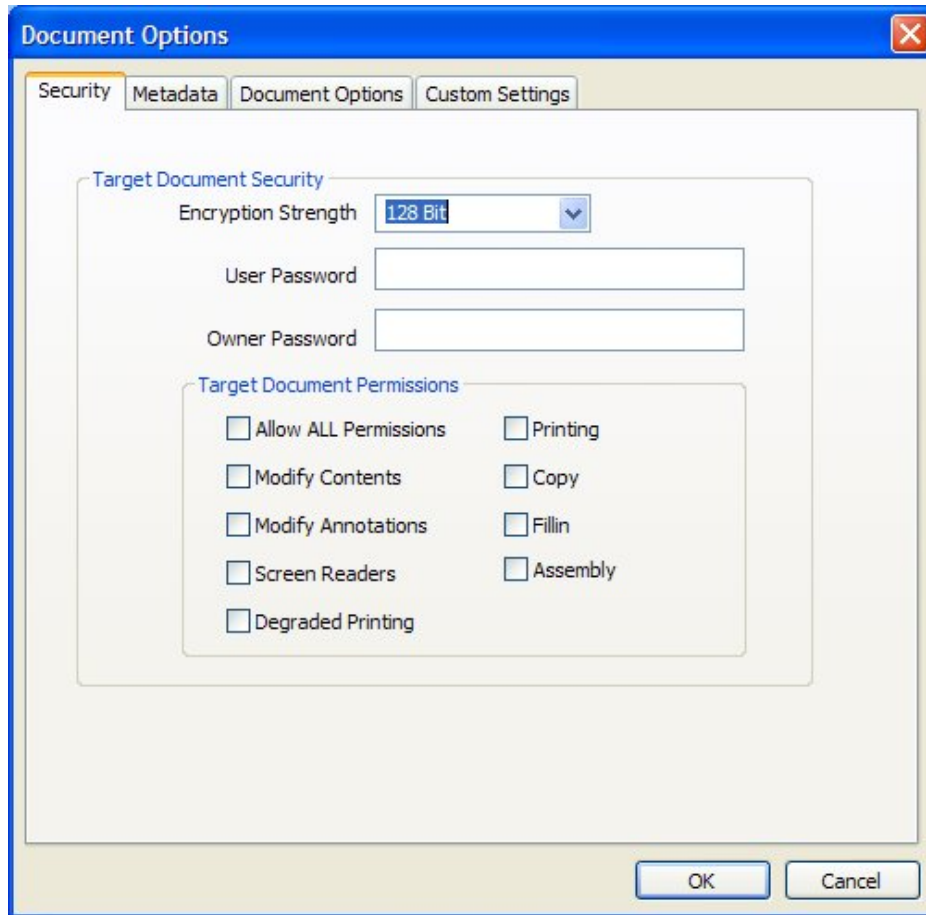 Document Options
Security Metadata Document Options Custom Settings
Target Document Security
Encryption Strength 128 Bit
User Password
Owner Password
Target Document Permissions
Allow ALL Permissions Printing
Modify Contents Copy
Modify Annotations Fillin
Screen Readers Assembly
Degraded Printing
OK Cancel